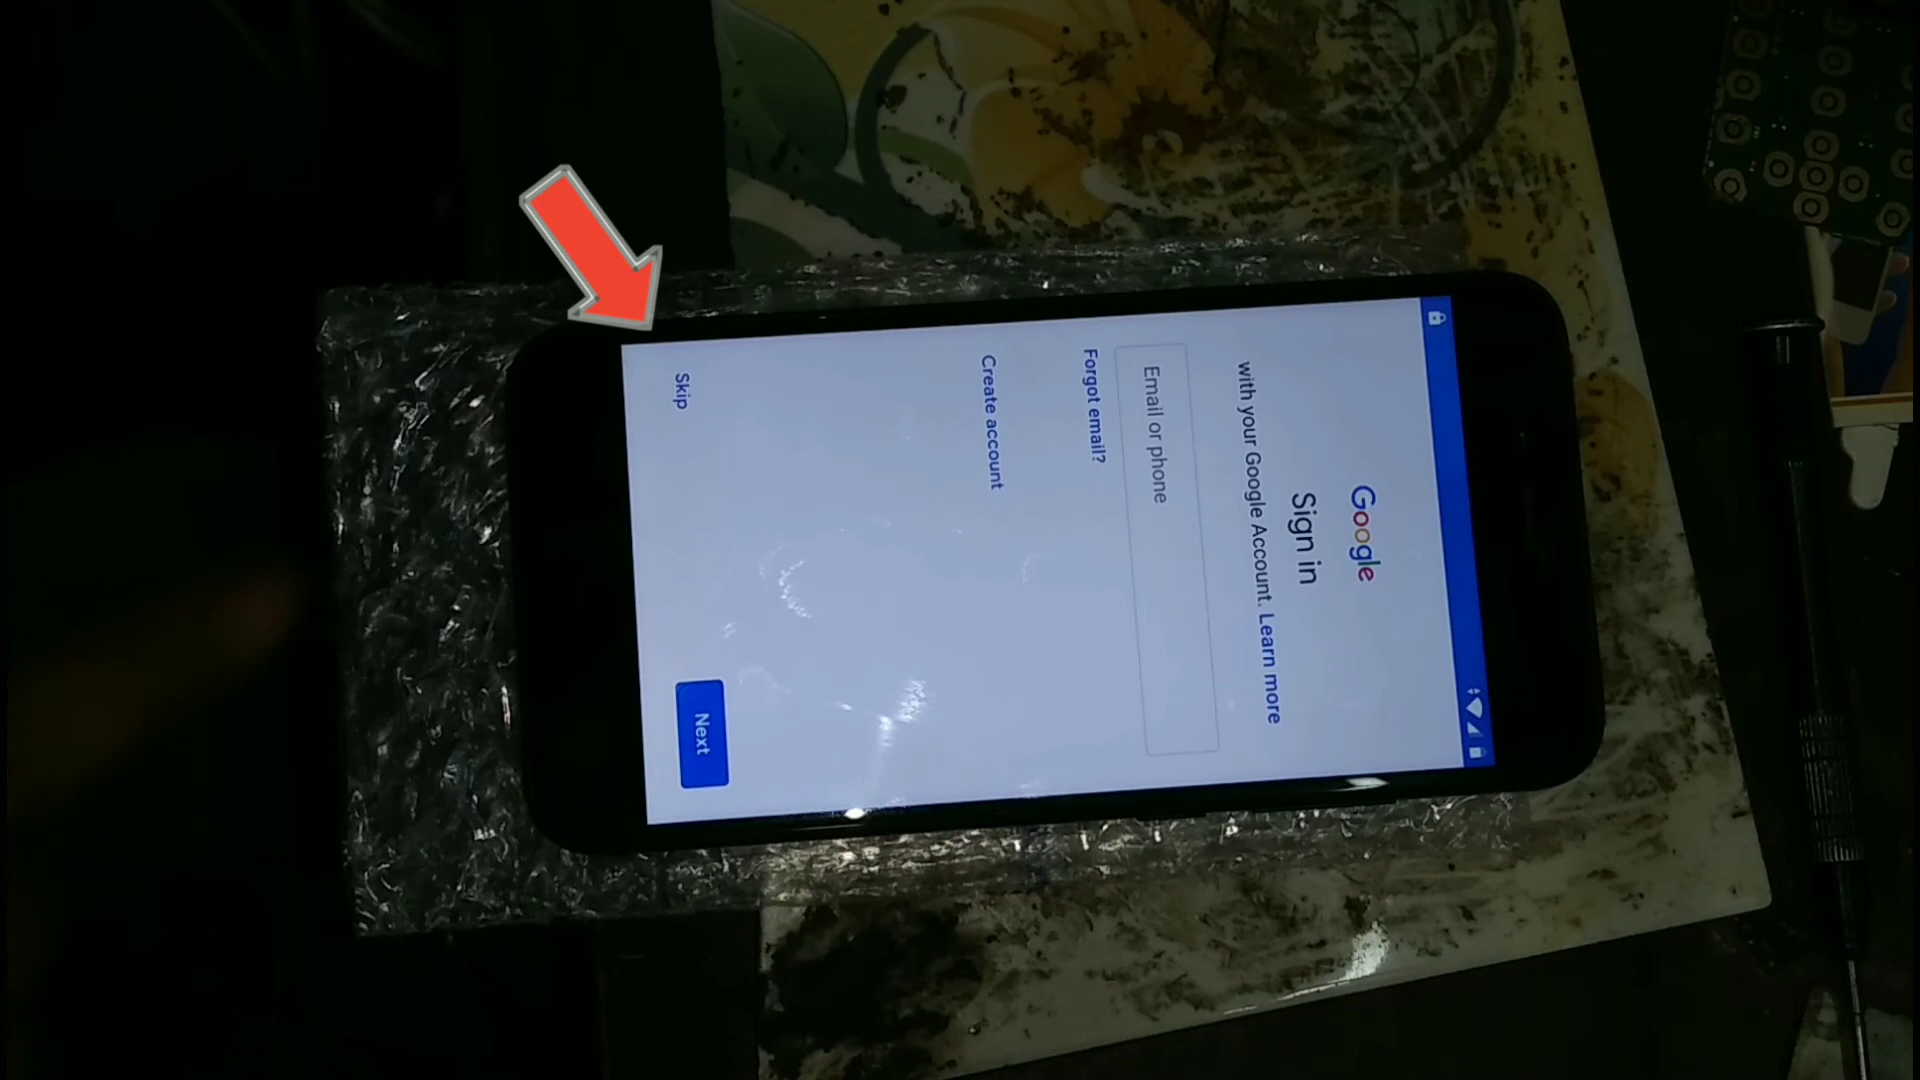 Google
Sign in
with your Google Account. Learn more
Email or phone
Forgot email?
Create account
Skip
Next